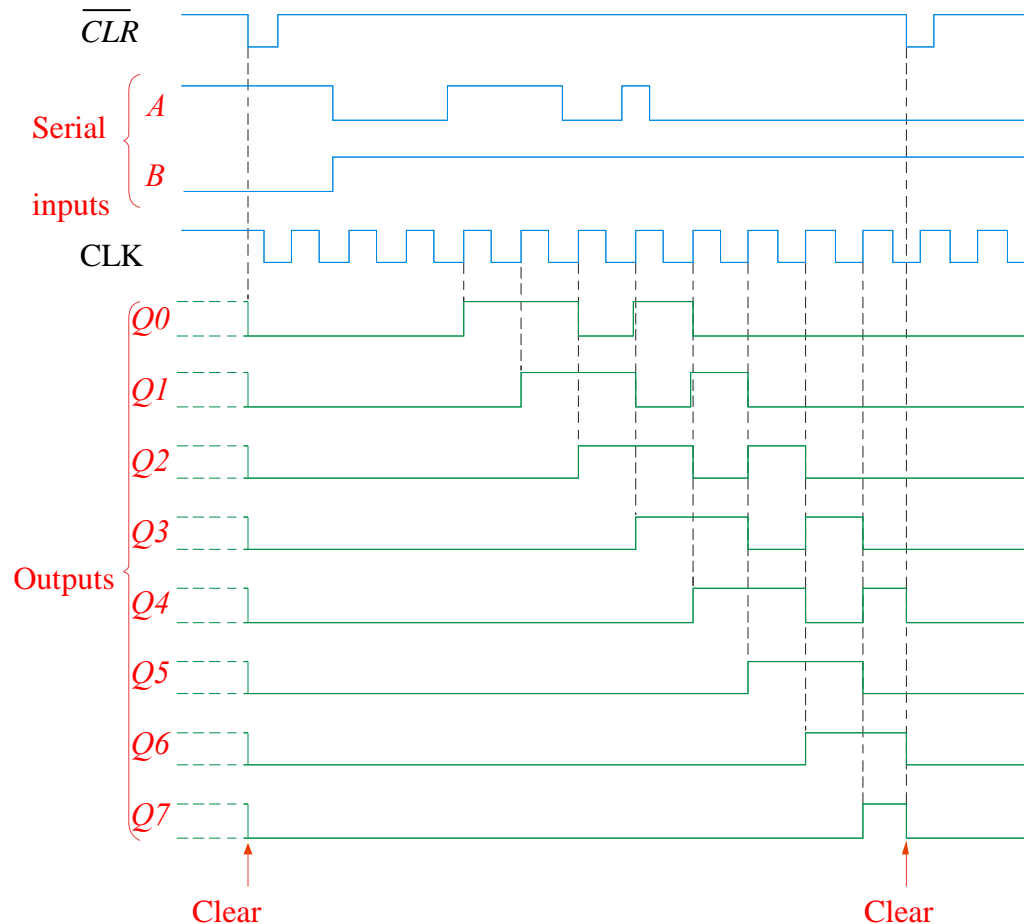 CLR
A
Serial
B
inputs
CLK
Q0
Q1
Q2
Q3
Outputs
Q4
Q5
Q6
Q7
Clear
Clear